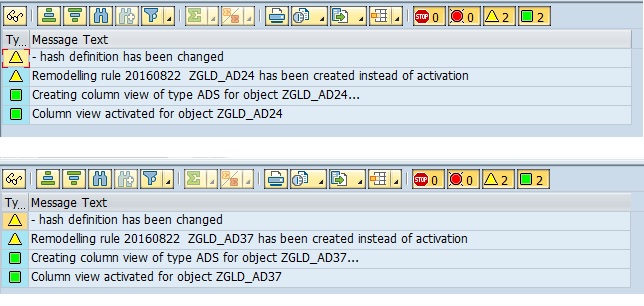 STOP 0 0 2 2
Ty... Message Text
- hash definition has been changed
Remodelling rule 20160822  ZGLD_AD24 has been created instead of activation
Creating column view of type ADS for object ZGLD_AD24...
Column view activated for object ZGLD_AD24
STOP 0 0 2 2
Ty... Message Text
- hash definition has been changed
Remodelling rule 20160822  ZGLD_AD37 has been created instead of activation
Creating column view of type ADS for object ZGLD_AD37...
Column view activated for object ZGLD_AD37